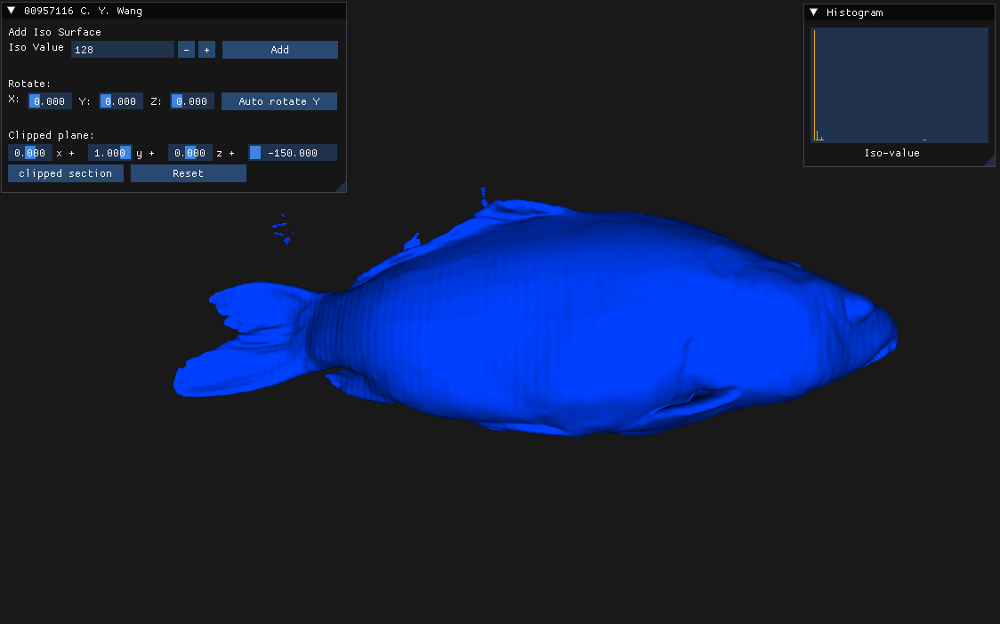 00957116 C. Y. Wang
Add Iso Surface
Iso Value 128 - + Add
Rotate:
X: 0.000 Y: 0.000 Z: 0.000 Auto rotate Y
Clipped plane:
0.000 x + 1.000 y + 0.000 z + -150.000
clipped section Reset
Histogram
Iso-value